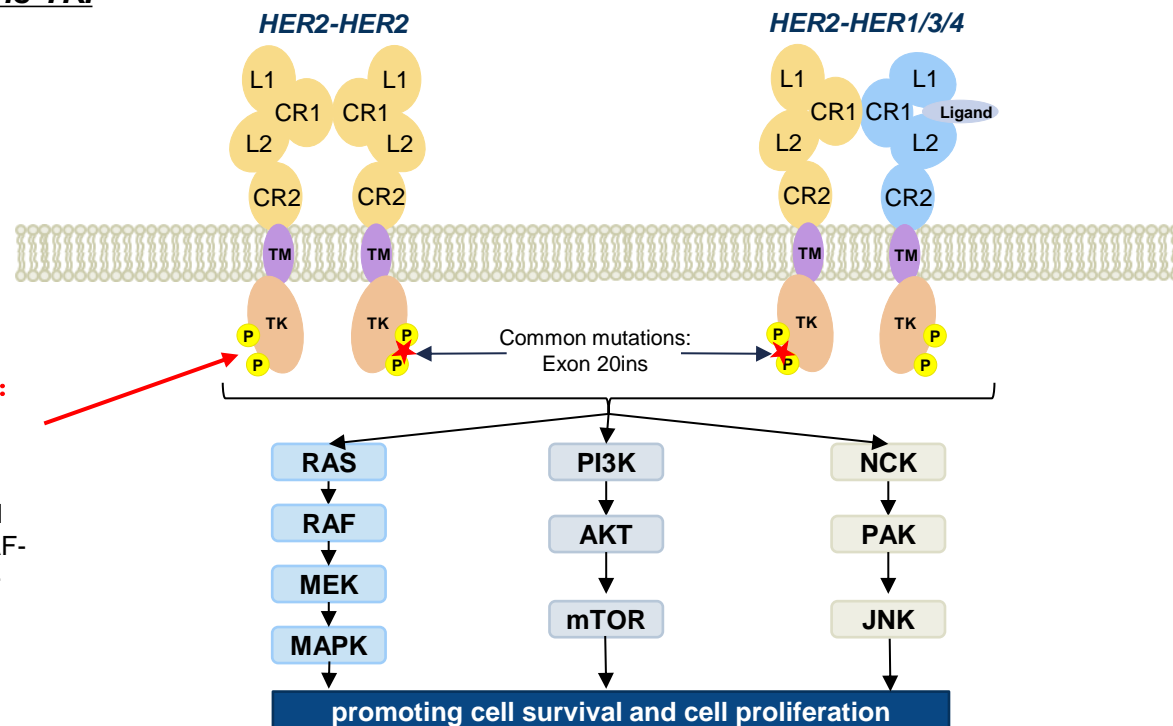 HER2-HER2
HER2-HER1/3/4
L1
L1
L1
L1
CR1
CR1
CR1
CR1
Ligand
L2
L2
L2
L2
CR2
CR2
CR2
CR2
TM
TM
TM
TM
TK
TK
TK
TK
P
P
P
P
P
P
P
P
Common mutations:
Exon 20ins
:
RAS
PI3K
NCK
RAF
AKT
PAK
F-
MEK
mTOR
JNK
MAPK
promoting cell survival and cell proliferation